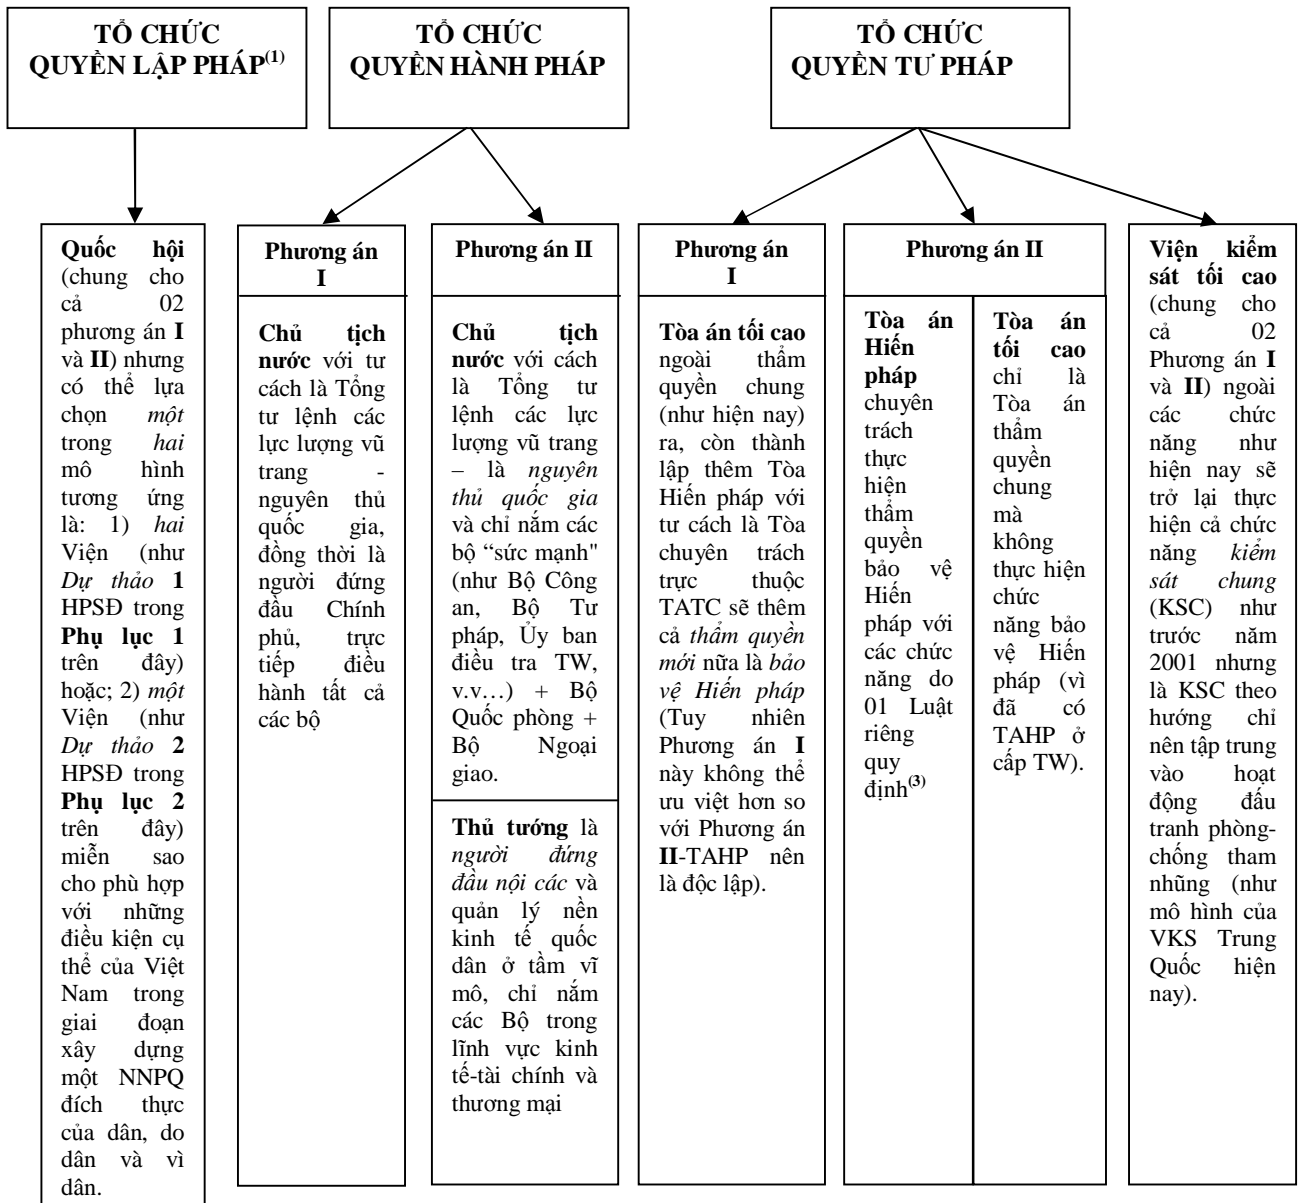 TỔ CHỨC
QUYỀN LẬP PHÁP(1)
TỔ CHỨC
QUYỀN HÀNH PHÁP
TỔ CHỨC
QUYỀN TƯ PHÁP
Quốc hội
(chung cho
cả 02
phương án I
và II) nhưng
có thể lựa
chọn một
trong hai
mô hình
tương ứng
là: 1) hai
Viện (như
Dự thảo 1
HPSĐ trong
Phụ lục 1
trên đây)
hoặc; 2) một
Viện (như
Dự thảo 2
HPSĐ trong
Phụ lục 2
trên đây)
miễn sao
cho phù hợp
với những
điều kiện cụ
thể của Việt
Nam trong
giai đoạn
xây dựng
một NNPQ
đích thực
của dân, do
dân và vì
dân.
Phương án
I
Chủ tịch
nước với tư
cách là Tổng
tư lệnh các
lực lượng vũ
trang -
nguyên thủ
quốc gia,
đồng thời là
người đứng
đầu Chính
phủ, trực
tiếp điều
hành tất cả
các bộ
Phương án II
Chủ tịch
nước với cách
là Tổng tư
lệnh các lực
lượng vũ trang
– là nguyên
thủ quốc gia
và chỉ nắm các
bộ “sức mạnh"
(như Bộ Công
an, Bộ Tư
pháp, Ủy ban
điều tra TW,
v.v…) + Bộ
Quốc phòng +
Bộ Ngoại
giao.
Thủ tướng là
người đứng
đầu nội các và
quản lý nền
kinh tế quốc
dân ở tầm vĩ
mô, chỉ nắm
các Bộ trong
lĩnh vực kinh
tế-tài chính và
thương mại
Phương án
I
Tòa án tối cao
ngoài thẩm
quyền chung
(như hiện nay)
ra, còn thành
lập thêm Tòa
Hiến pháp với
tư cách là Tòa
chuyên trách
trực thuộc
TATC sẽ thêm
cả thẩm quyền
mới nữa là bảo
vệ Hiến pháp
(Tuy nhiên
Phương án I
này không thể
ưu việt hơn so
với Phương án
II-TAHP nên
là độc lập).
Phương án II
Tòa án
Hiến
pháp
chuyên
trách
thực
hiện
thẩm
quyền
bảo vệ
Hiến
pháp với
các chức
năng do
01 Luật
riêng
quy
định(3)
Tòa án
tối cao
chỉ là
Tòa án
thẩm
quyền
chung
mà
không
thực hiện
chức
năng bảo
vệ Hiến
pháp (vì
đã có
TAHP ở
cấp TW).
Viện kiểm
sát tối cao
(chung cho
cả 02
Phương án I
và II) ngoài
các chức
năng như
hiện nay sẽ
trở lại thực
hiện cả chức
năng kiểm
sát chung
(KSC) như
trước năm
2001 nhưng
là KSC theo
hướng chỉ
nên tập trung
vào hoạt
động đấu
tranh phòng-
chống tham
nhũng (như
mô hình của
VKS Trung
Quốc hiện
nay).